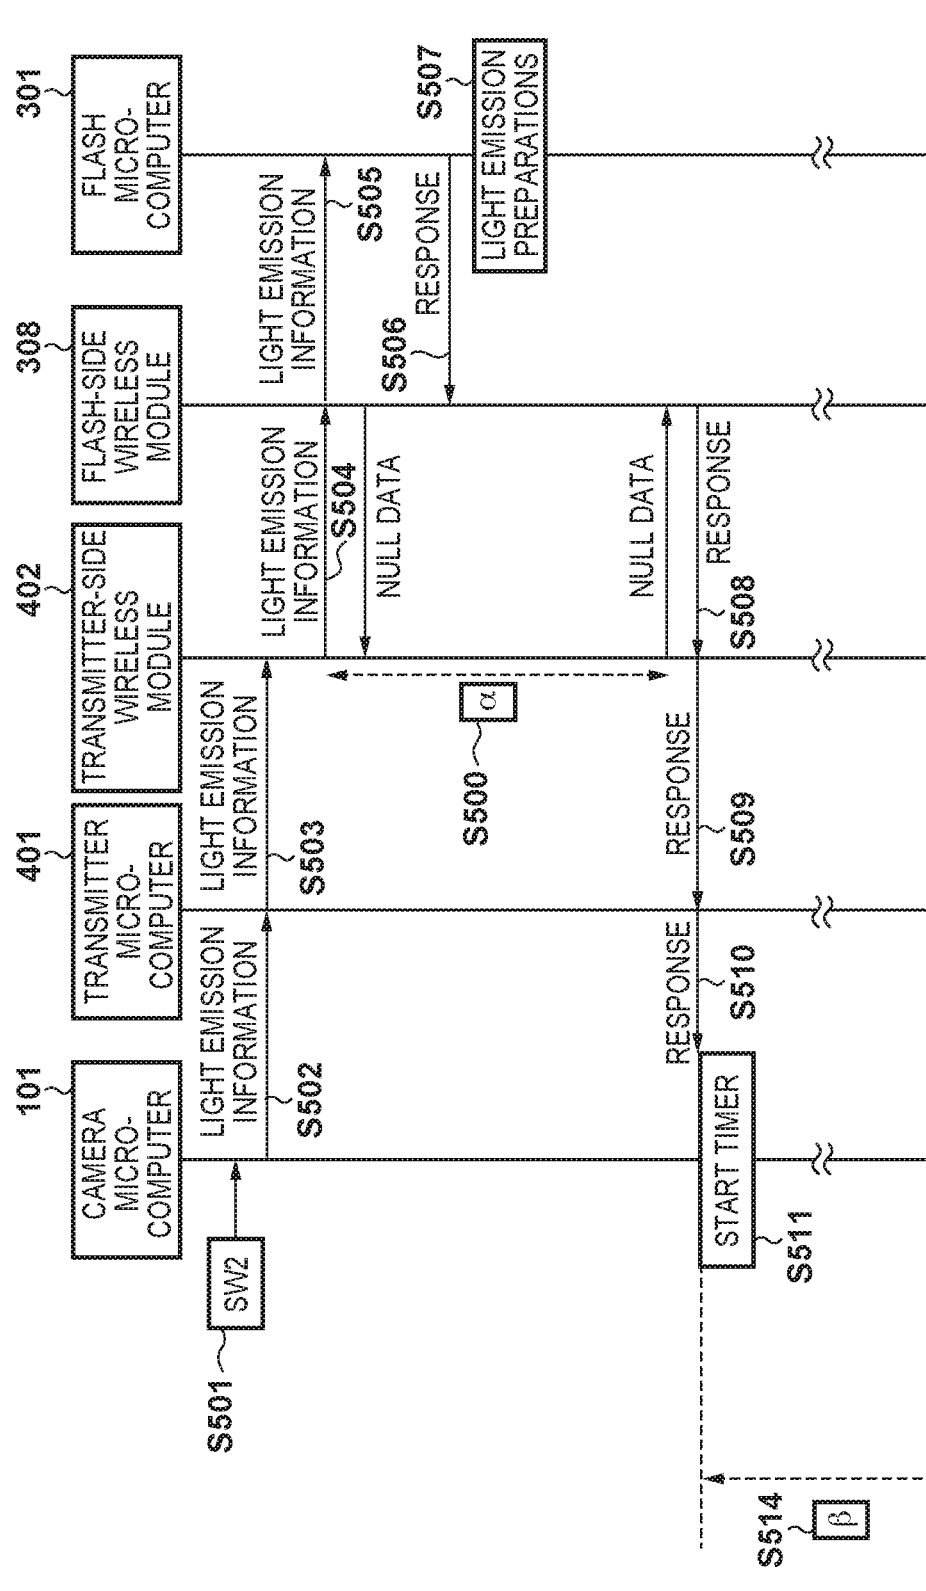 101
CAMERA
MICRO-
COMPUTER
401
TRANSMITTER
MICRO-
COMPUTER
402
TRANSMITTER-SIDE
WIRELESS
MODULE
308
FLASH-SIDE
WIRELESS
MODULE
301
FLASH
MICRO-
COMPUTER
S501
SW2
LIGHT EMISSION
INFORMATION
S502
LIGHT EMISSION
INFORMATION
S503
LIGHT EMISSION
INFORMATION
S504
LIGHT EMISSION
INFORMATION
S505
NULL DATA
RESPONSE
S506
S507
LIGHT EMISSION
PREPARATIONS
S500
α
NULL DATA
RESPONSE
S508
RESPONSE
S509
RESPONSE
S510
START TIMER
S511
S514
β